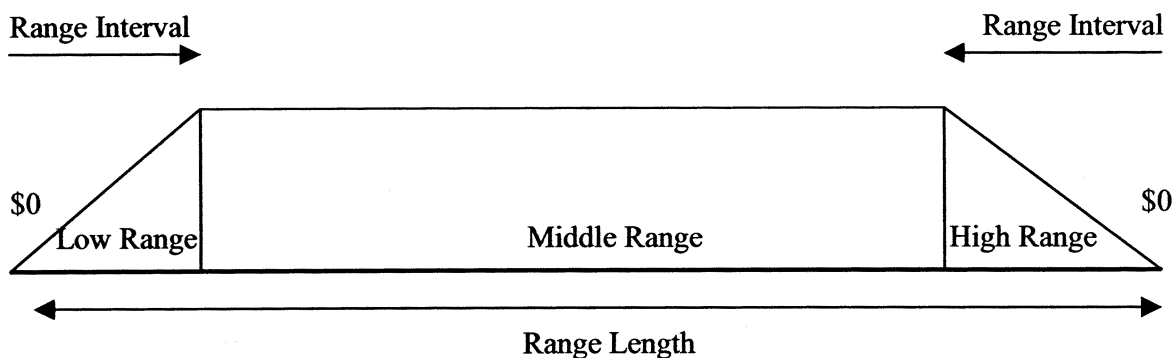 Range Interval
Range Interval
$0
$0
Low Range
Middle Range
High Range
Range Length